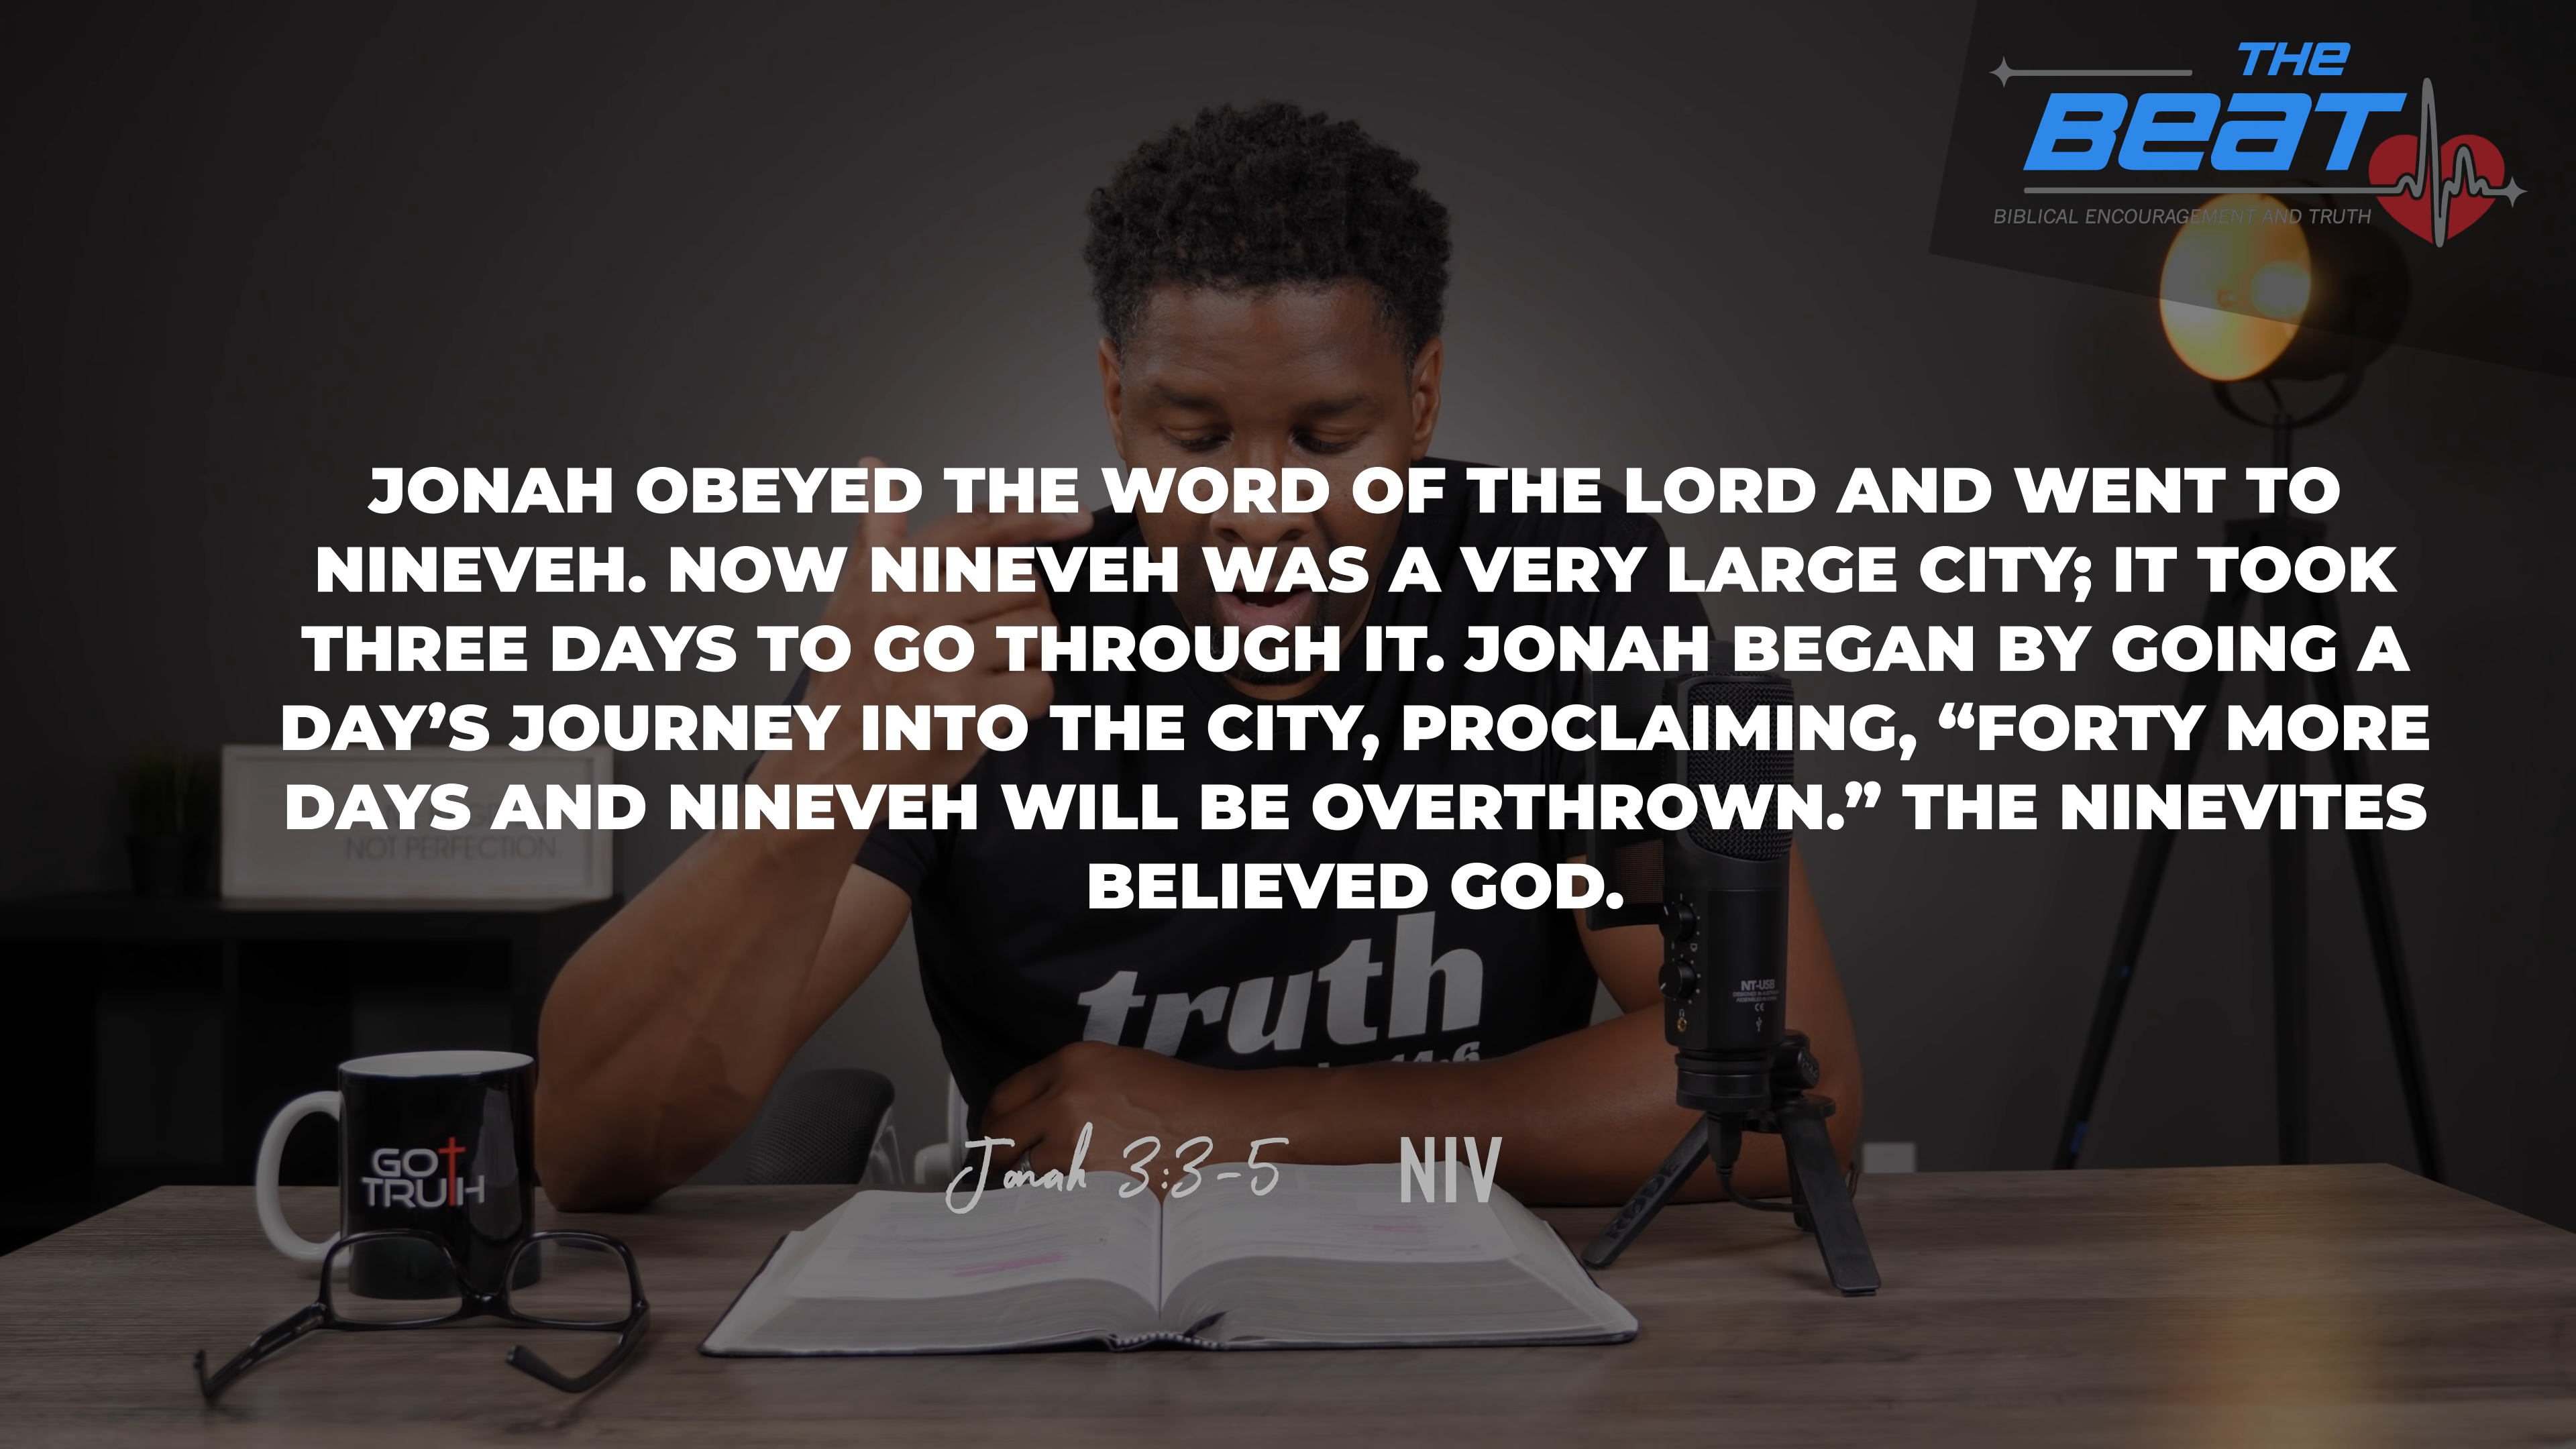 THE
BEAT
BIBLICAL ENCOURAGEMENT AND TRUTH
JONAH OBEYED THE WORD OF THE LORD AND WENT TO
NINEVEH. NOW NINEVEH WAS A VERY LARGE CITY; IT TOOK
THREE DAYS TO GO THROUGH IT. JONAH BEGAN BY GOING A
DAY’S JOURNEY INTO THE CITY, PROCLAIMING, “FORTY MORE
DAYS AND NINEVEH WILL BE OVERTHROWN.” THE NINEVITES
BELIEVED GOD.
NOT PERFECTION.
truth
NT-USB
GOT
TRUTH
Jonah 3:3-5 NIV
RODE